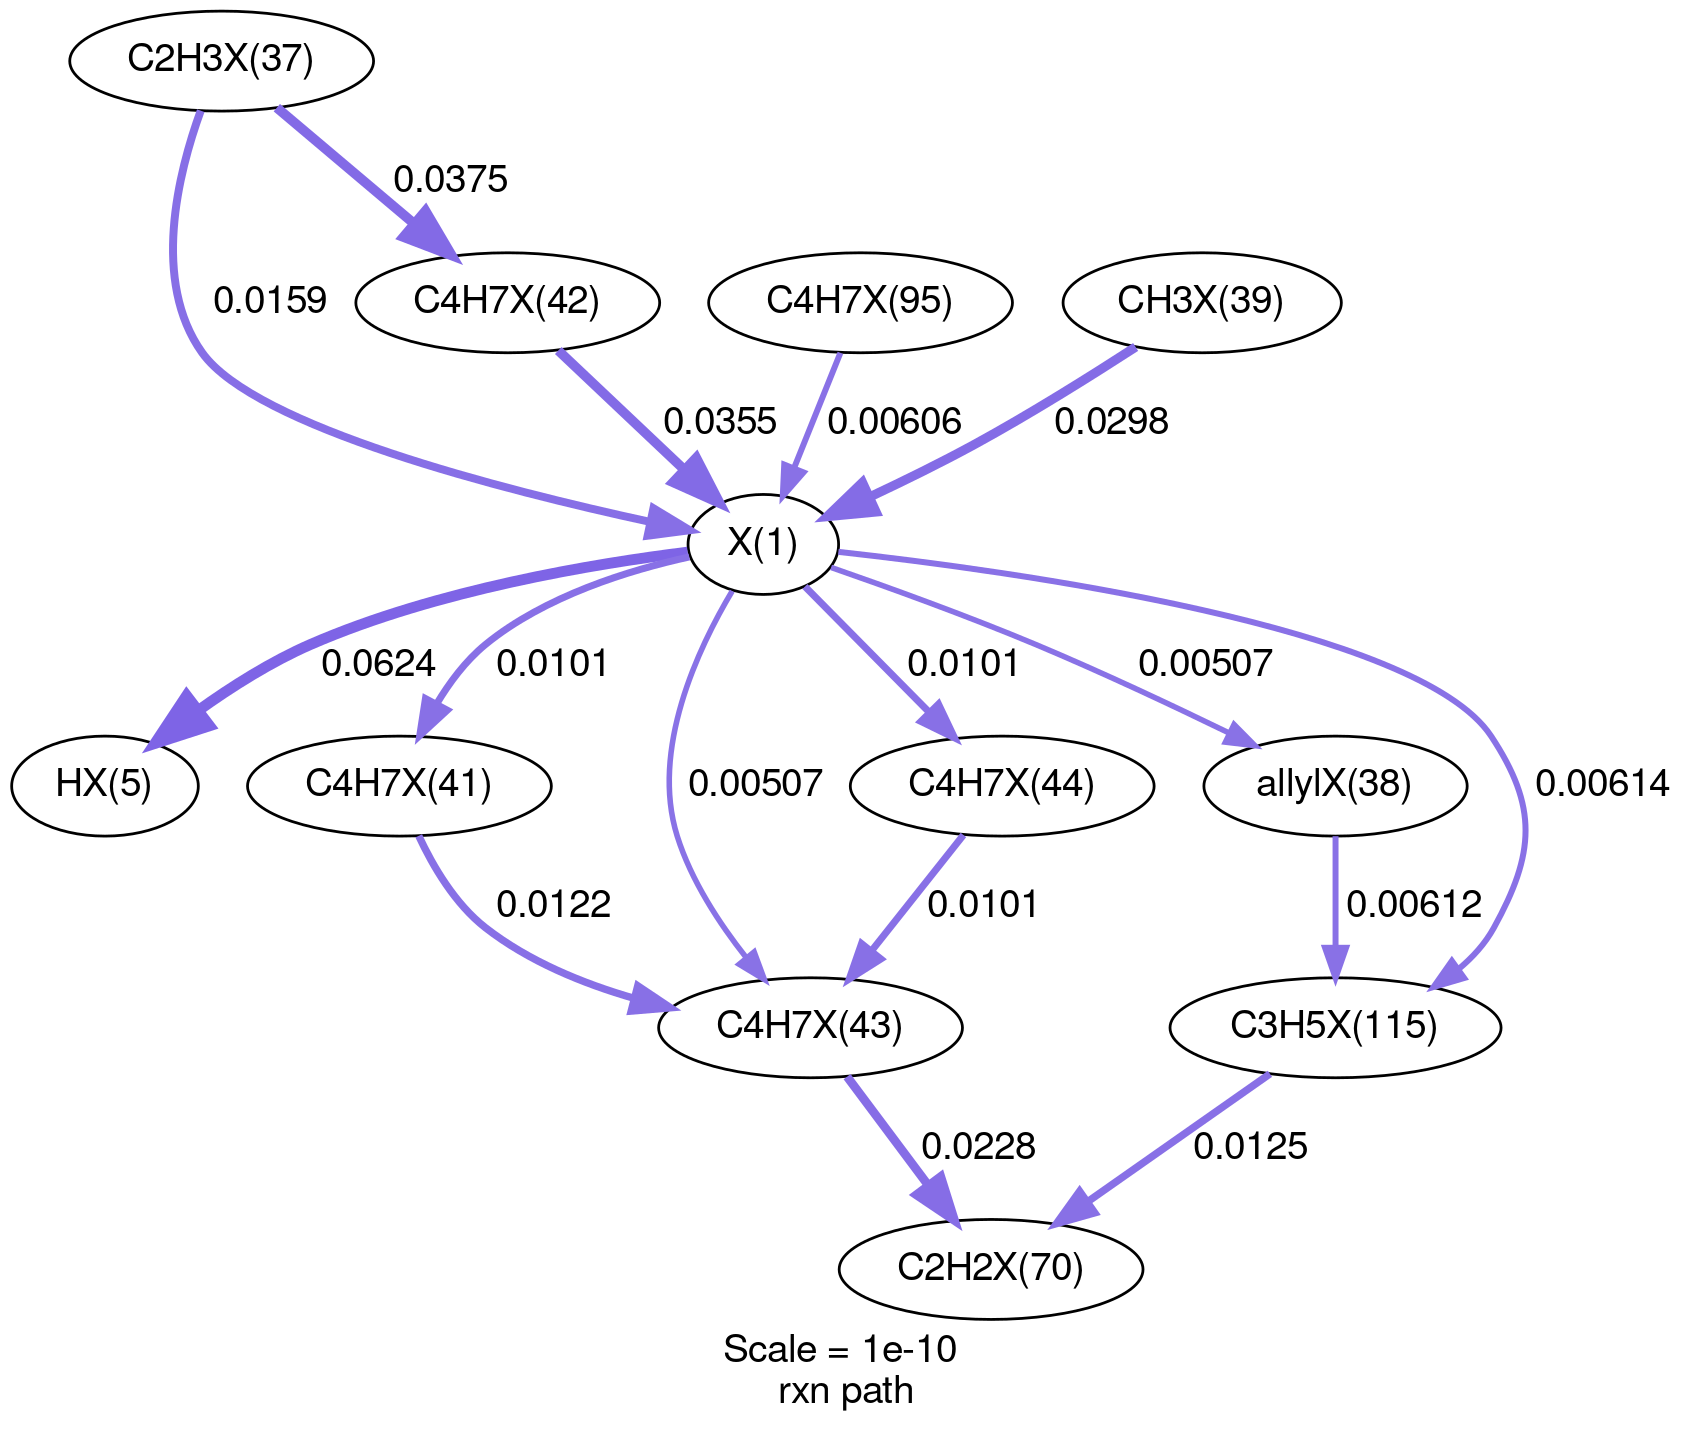 C2H3X(37)
0.0375
0.0159
C4H7X(42)
C4H7X(95)
CH3X(39)
0.0355
0.00606
0.0298
X(1)
0.0624
0.0101
0.0101
0.00507
HX(5)
C4H7X(41)
0.00507
C4H7X(44)
allylX(38)
0.00614
0.0122
0.0101
0.00612
C4H7X(43)
C3H5X(115)
0.0228
0.0125
C2H2X(70)
Scale = 1e-10
rxn path